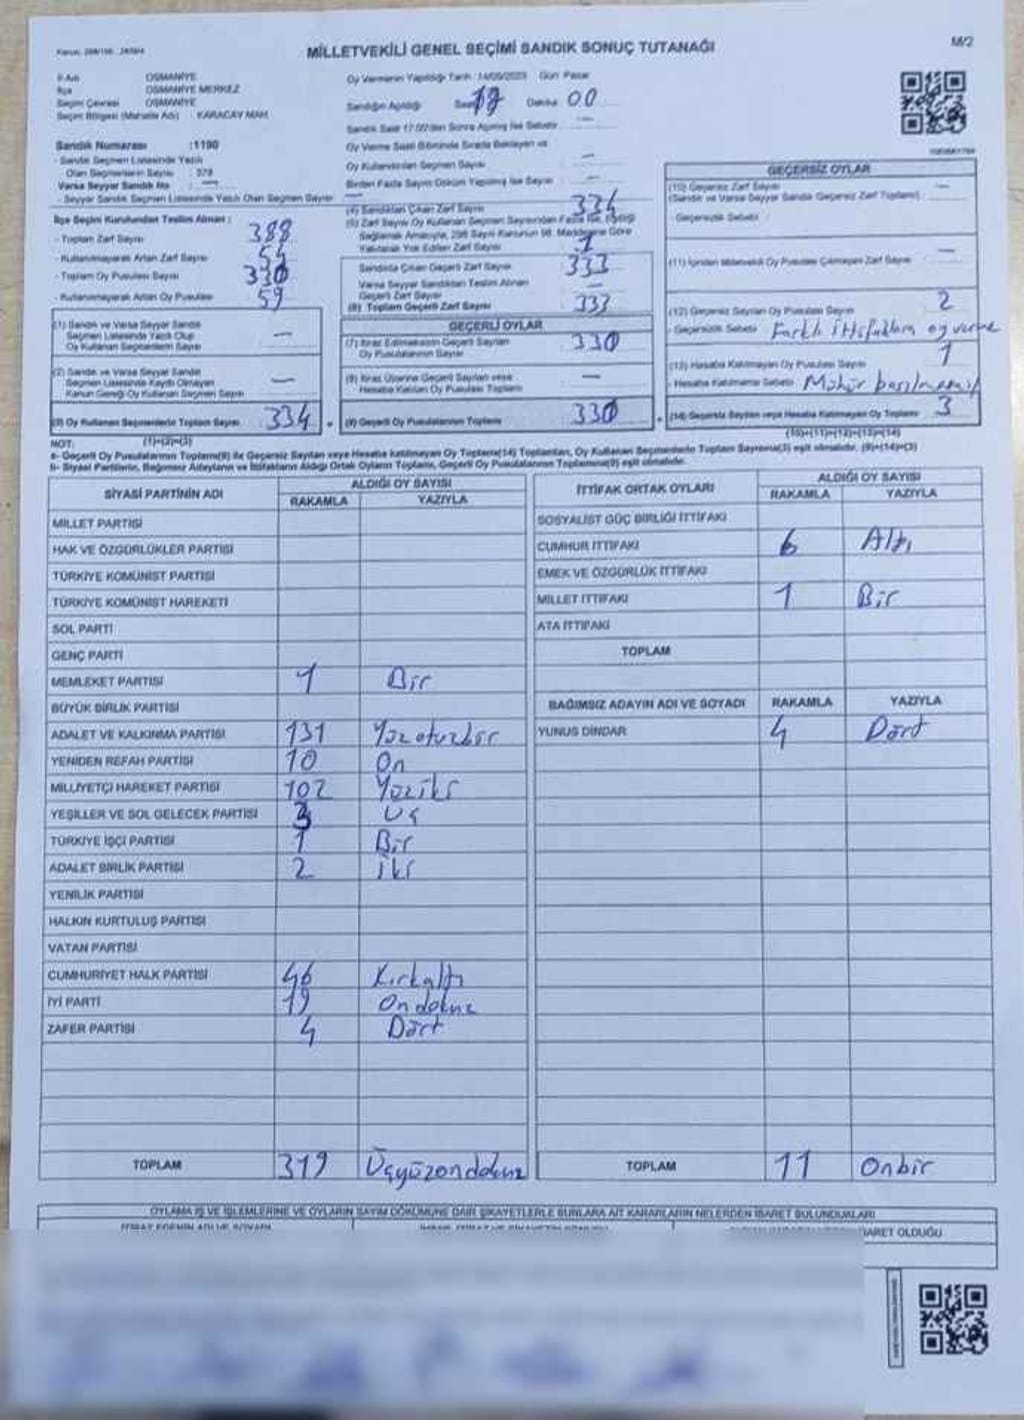 M/2
MİLLETVEKİLİ GENEL SEÇİMİ SANDIK SONUÇ TUTANAĞI
İl Adı OSMANİYE
İlçe OSMANİYE MERKEZ
Seçim Çevresi OSMANİYE
Seçim Bölgesi (Mahalle Adı) : KARACAY MAH.
Sandık Numarası :1190
- Sandık Seçmen Listesinde Yazılı
Olan Seçmenlerin Sayısı : 379
Varsa Seyyar Sandık No : —
- Seyyar Sandık Seçmen Listesinde Yazılı Olan Seçmen Sayısı —
İlçe Seçim Kurulundan Teslim Alınan :
- Toplam Zarf Sayısı 388
- Kullanılmayarak Artan Zarf Sayısı 54
- Toplam Oy Pusulası Sayısı
- Kullanılmayarak Artan Oy Pusulası 59
(1) Sandık ve Varsa Seyyar Sandık
Seçmen Listesinde Yazılı Olup
Oy Kullanan Seçmenlerin Sayısı —
(2) Sandık ve Varsa Seyyar Sandık
Seçmen Listesinde Kaydı Olmayan
Kanun Gereği Oy Kullanan Seçmen Sayısı —
(3) Oy Kullanan Seçmenlerin Toplam Sayısı 334
(1)+(2)=(3)
Oy Vermenin Yapıldığı Tarih : 14/05/2023 Gün Pazar
Sandığın Açıldığı Saat 17 Dakika 00
Sandık Saat 17:00'den Sonra Açılmış İse Sebebi —
Oy Verme Saati Bitiminde Sırada Bekleyen ve
Oy Kullandırılan Seçmen Sayısı —
Birden Fazla Sayım Döküm Yapılmış İse Sayısı —
(4) Sandıktan Çıkan Zarf Sayısı 334
(5) Zarf Sayısı Oy Kullanan Seçmen Sayısından Fazla İse, Eşitliği
Sağlamak Amacıyla, 298 Sayılı Kanunun 98. Maddesine Göre
Yakılarak Yok Edilen Zarf Sayısı 1
Sandıkta Çıkan Geçerli Zarf Sayısı 333
Varsa Seyyar Sandıktan Teslim Alınan
Geçerli Zarf Sayısı —
(6) Toplam Geçerli Zarf Sayısı 333
GEÇERLİ OYLAR
(7) İtiraz Edilmeksizin Geçerli Sayılan
Oy Pusulalarının Sayısı 330
(8) İtiraz Üzerine Geçerli Sayılan veya
Hesaba Katılan Oy Pusulası Toplamı —
(9) Geçerli Oy Pusulalarının Toplamı 330
GEÇERSİZ OYLAR
(10) Geçersiz Zarf Sayısı —
(Sandık ve Varsa Seyyar Sandık Geçersiz Zarf Toplamı)
- Geçersizlik Sebebi :
(11) İçinden Milletvekili Oy Pusulası Çıkmayan Zarf Sayısı —
(12) Geçersiz Sayılan Oy Pusulası Sayısı 2
- Geçersizlik Sebebi : Farklı ittifaklara oy verme
(13) Hesaba Katılmayan Oy Pusulası Sayısı 1
- Hesaba Katılmama Sebebi : Mühür basılmamış
(14) Geçersiz Sayılan veya Hesaba Katılmayan Oy Toplamı 3
(10)+(11)+(12)+(13)=(14)
NOT:
a- Geçerli Oy Pusulalarının Toplamı(9) ile Geçersiz Sayılan veya Hesaba katılmayan Oy Toplamı(14) Toplamları, Oy Kullanan Seçmenlerin Toplam Sayısına(3) eşit olmalıdır. (9)+(14)=(3)
b- Siyasi Partilerin, Bağımsız Adayların ve İttifakların Aldığı Ortak Oyların Toplamı, Geçerli Oy Pusulalarının Toplamına(9) eşit olmalıdır.
SİYASİ PARTİNİN ADI ALDIĞI OY SAYISI
RAKAMLA YAZIYLA
MİLLET PARTİSİ
HAK VE ÖZGÜRLÜKLER PARTİSİ
TÜRKİYE KOMÜNİST PARTİSİ
TÜRKİYE KOMÜNİST HAREKETİ
SOL PARTİ
GENÇ PARTİ
MEMLEKET PARTİSİ 1 Bir
BÜYÜK BİRLİK PARTİSİ
ADALET VE KALKINMA PARTİSİ 131 Yüzotuzbir
YENİDEN REFAH PARTİSİ 10 On
MİLLİYETÇİ HAREKET PARTİSİ 102 Yüziki
YEŞİLLER VE SOL GELECEK PARTİSİ 3 Üç
TÜRKİYE İŞÇİ PARTİSİ 1 Bir
ADALET BİRLİK PARTİSİ 2 İki
YENİLİK PARTİSİ
HALKIN KURTULUŞ PARTİSİ
VATAN PARTİSİ
CUMHURİYET HALK PARTİSİ 46 Kırkaltı
İYİ PARTİ 19 Ondokuz
ZAFER PARTİSİ 4 Dört
TOPLAM 319 Üçyüzondokuz
İTTİFAK ORTAK OYLARI ALDIĞI OY SAYISI
RAKAMLA YAZIYLA
SOSYALİST GÜÇ BİRLİĞİ İTTİFAKI
CUMHUR İTTİFAKI 6 Altı
EMEK VE ÖZGÜRLÜK İTTİFAKI
MİLLET İTTİFAKI 1 Bir
ATA İTTİFAKI
TOPLAM
BAĞIMSIZ ADAYIN ADI VE SOYADI RAKAMLA YAZIYLA
YUNUS DİNDAR 4 Dört
TOPLAM 11 Onbir
OYLAMA İŞ VE İŞLEMLERİNE VE OYLARIN SAYIM DÖKÜMÜNE DAİR ŞİKAYETLERLE BUNLARA AİT KARARLARIN NELERDEN İBARET BULUNDUKLARI
İTİRAZ EDENİN ADI VE SOYADI